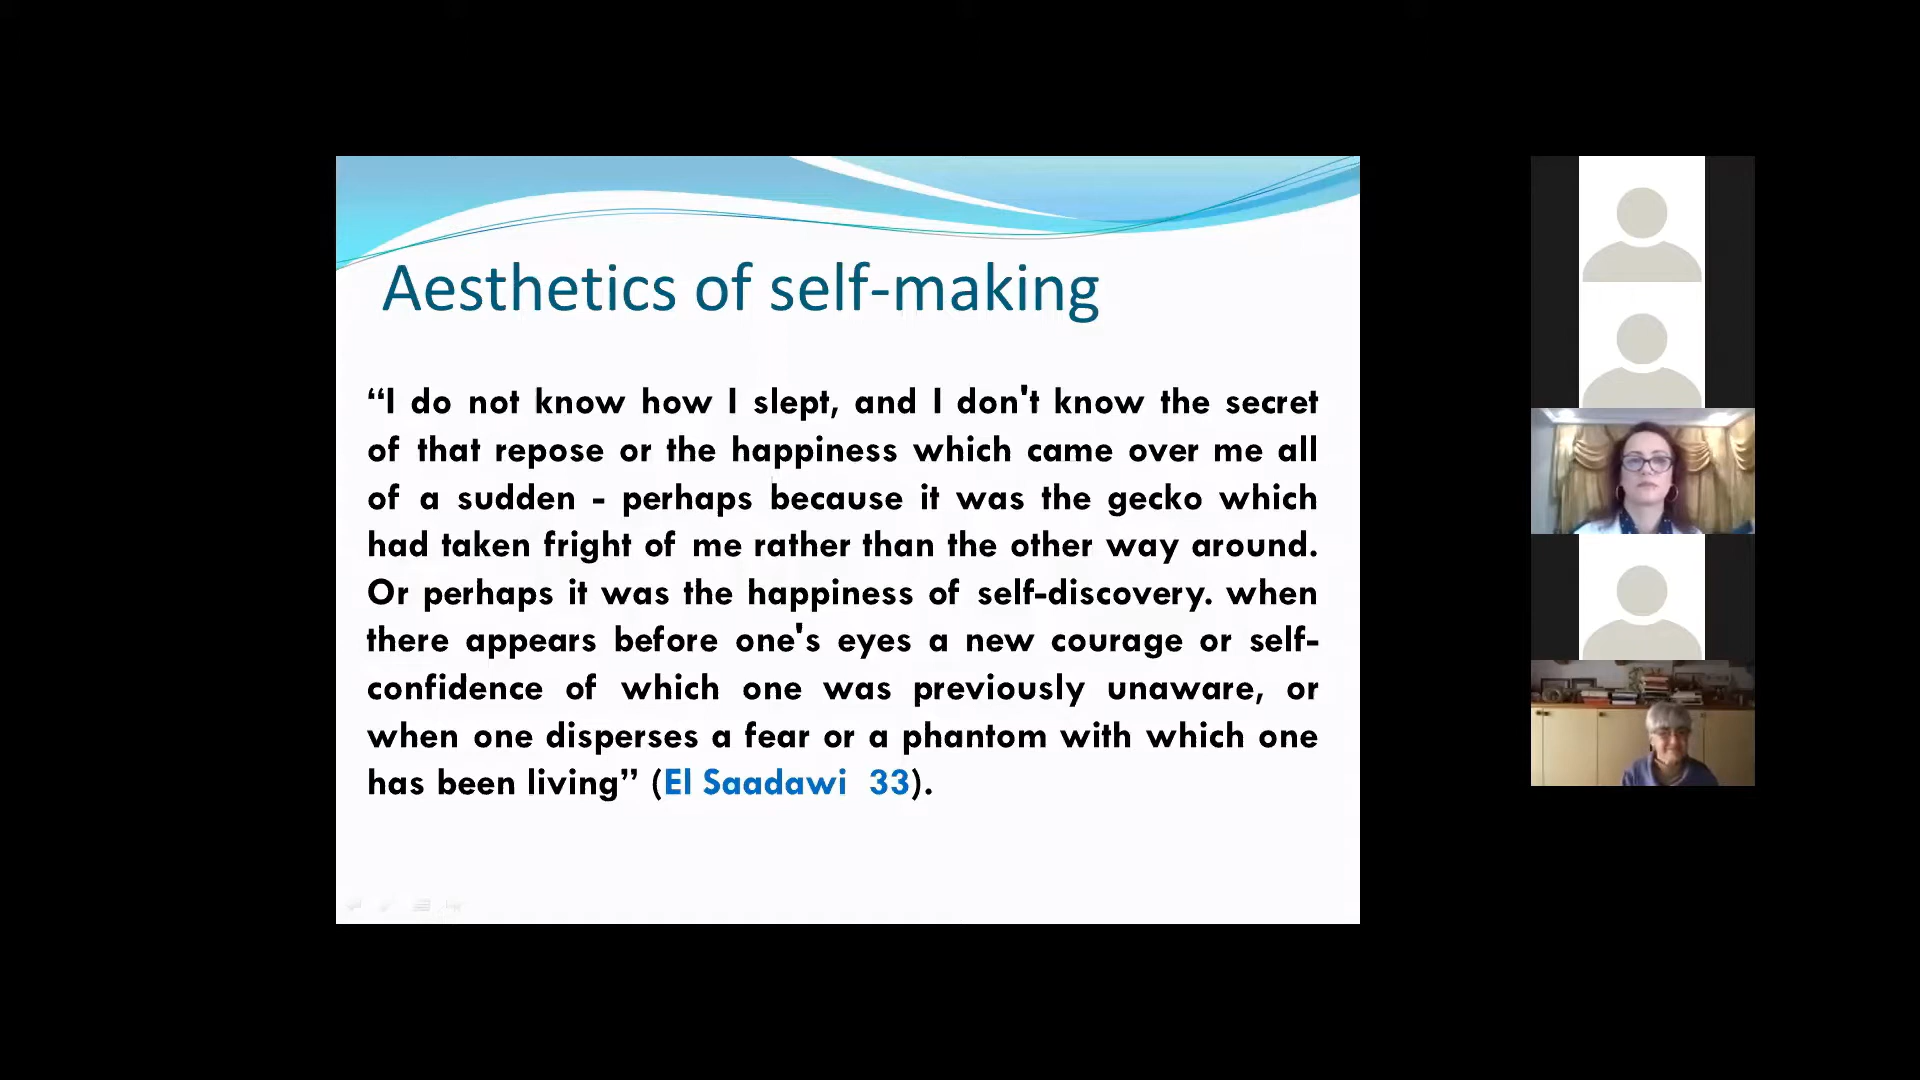 Aesthetics of self-making
“I do not know how I slept, and I don't know the secret
of that repose or the happiness which came over me all
of a sudden - perhaps because it was the gecko which
had taken fright of me rather than the other way around.
Or perhaps it was the happiness of self-discovery. when
there appears before one's eyes a new courage or self-
confidence of which one was previously unaware, or
when one disperses a fear or a phantom with which one
has been living” (El Saadawi 33).